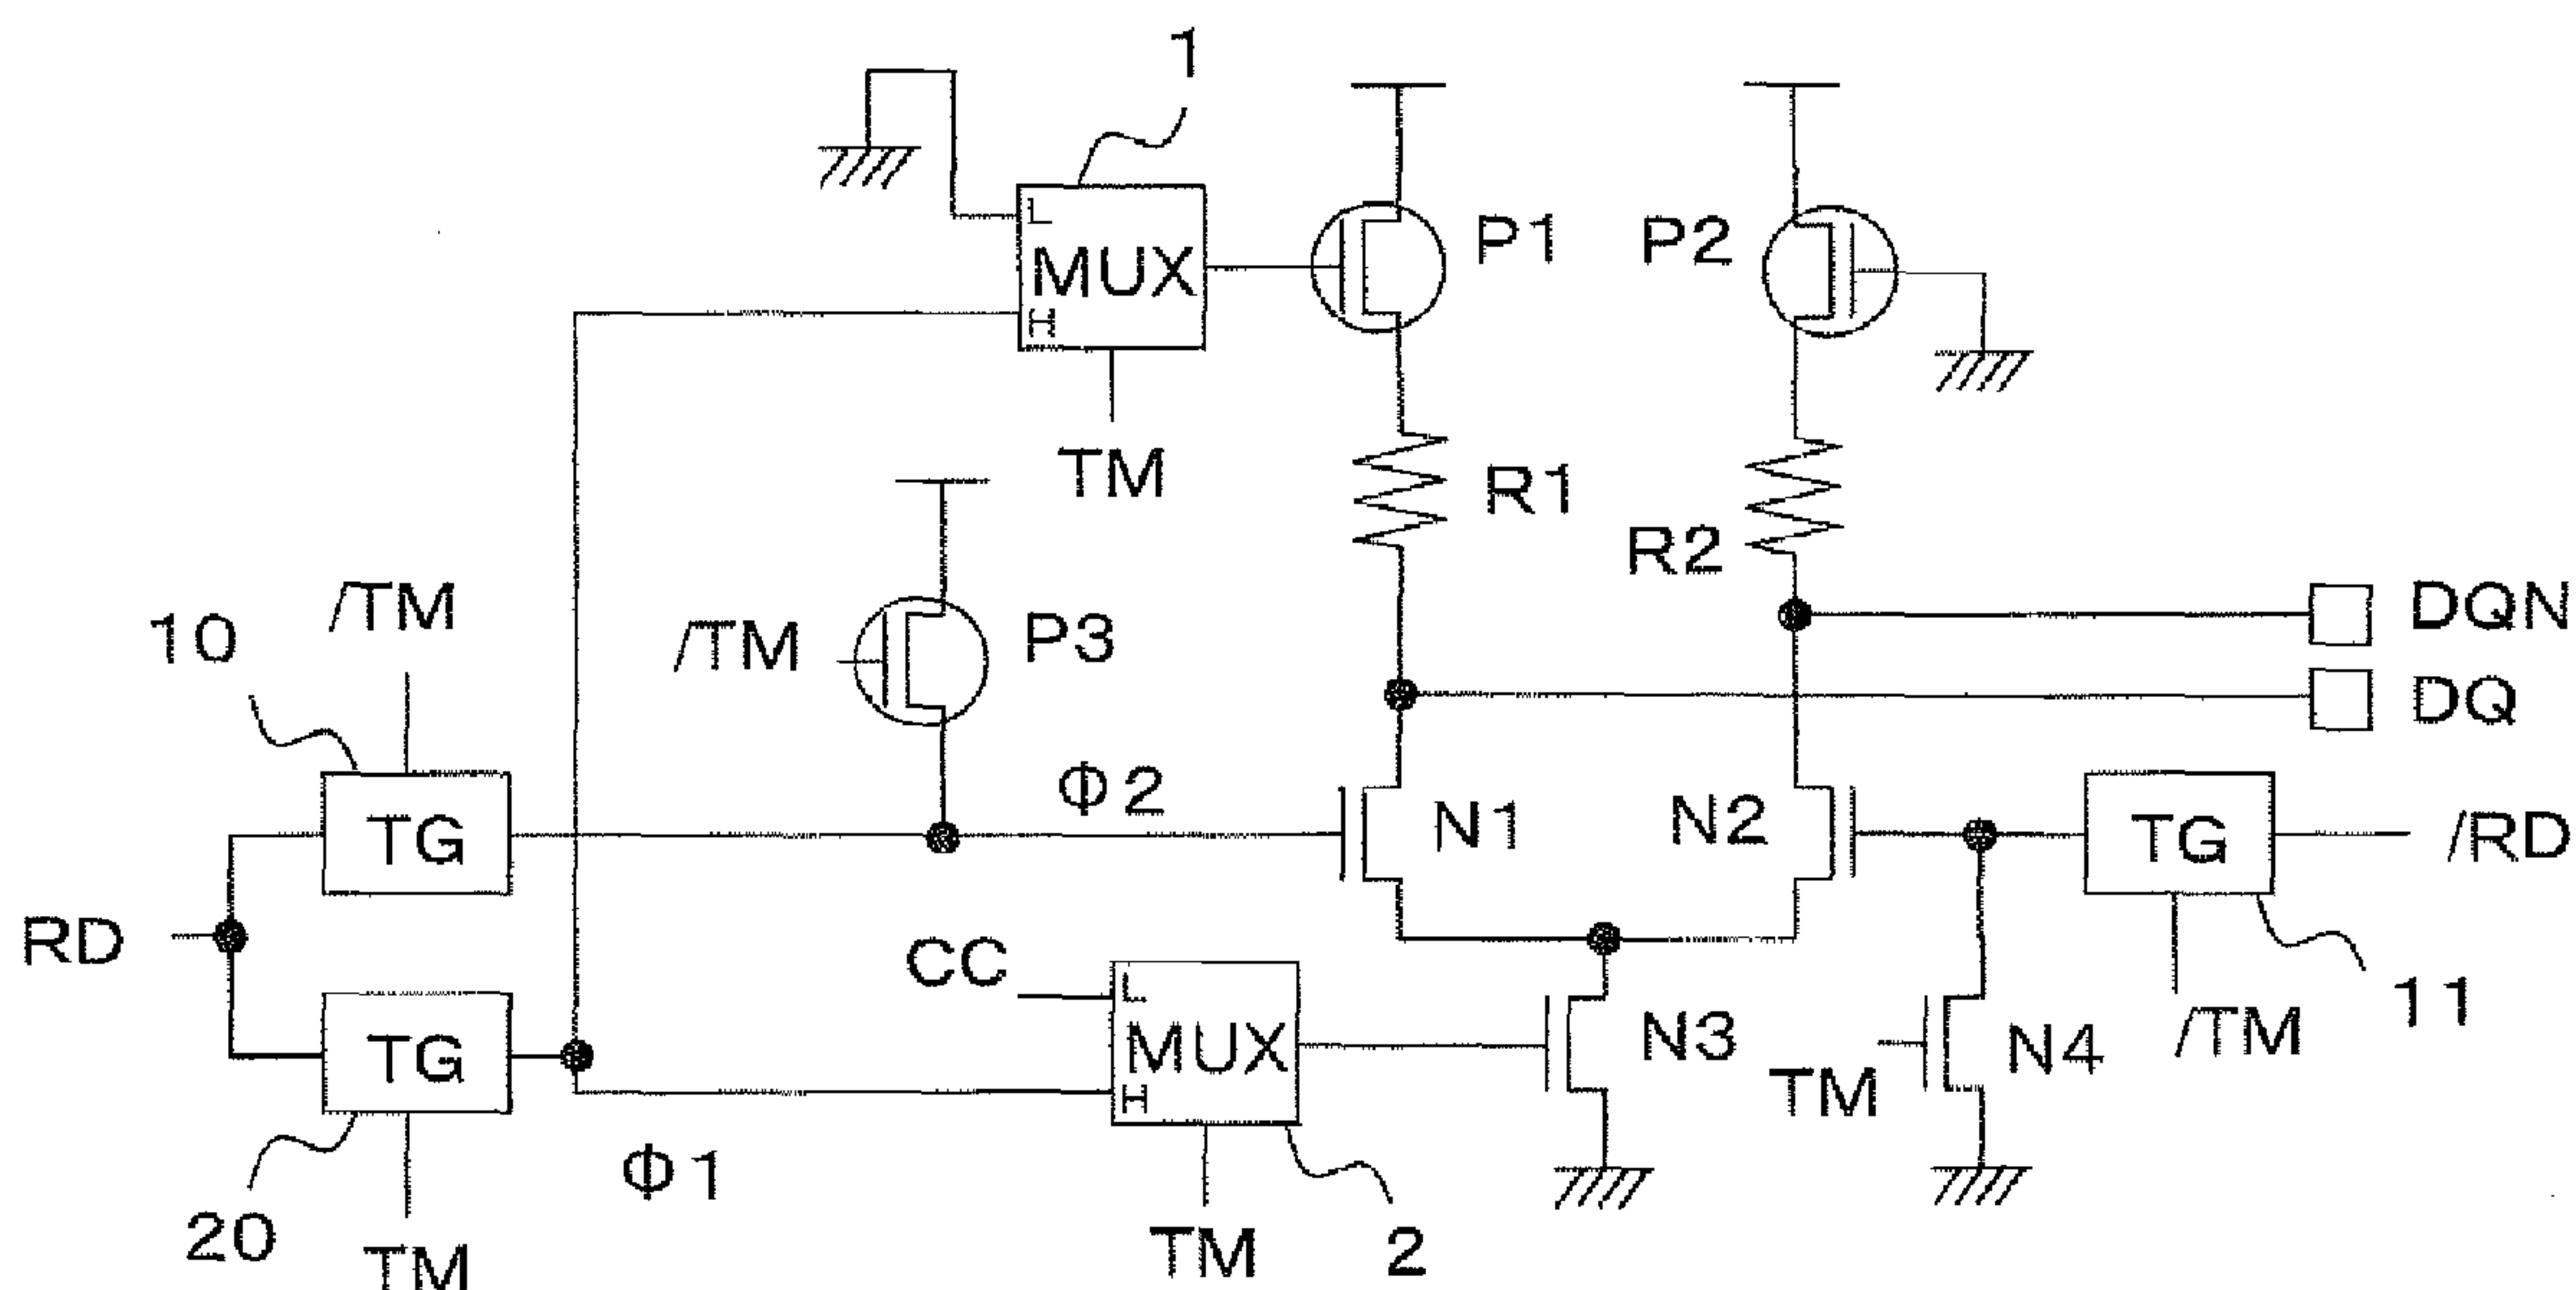 1
L
MUX
H
TM
P1
P2
R1
R2
/TM
10
/TM
P3
DQN
DQ
TG
Φ2
N1
N2
TG
/RD
RD
CC
L
MUX
H
TG
N3
TM
N4
/TM
11
Φ1
20
TM
TM
2